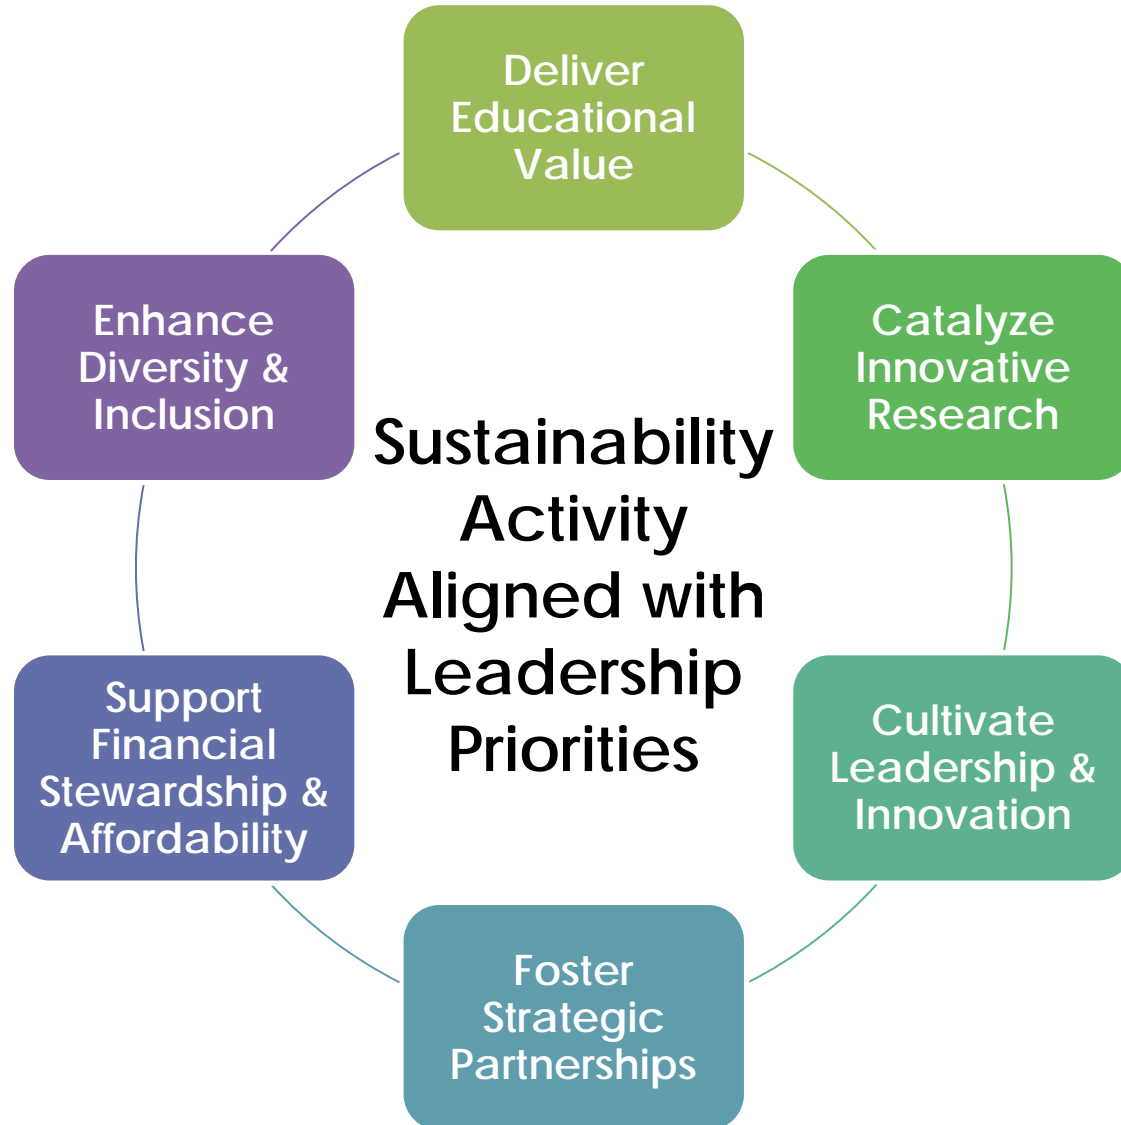 Deliver
Educational
Value
Catalyze
Innovative
Research
Cultivate
Leadership &
Innovation
Foster
Strategic
Partnerships
Support
Financial
Stewardship &
Affordability
Enhance
Diversity &
Inclusion
Sustainability
Activity
Aligned with
Leadership
Priorities